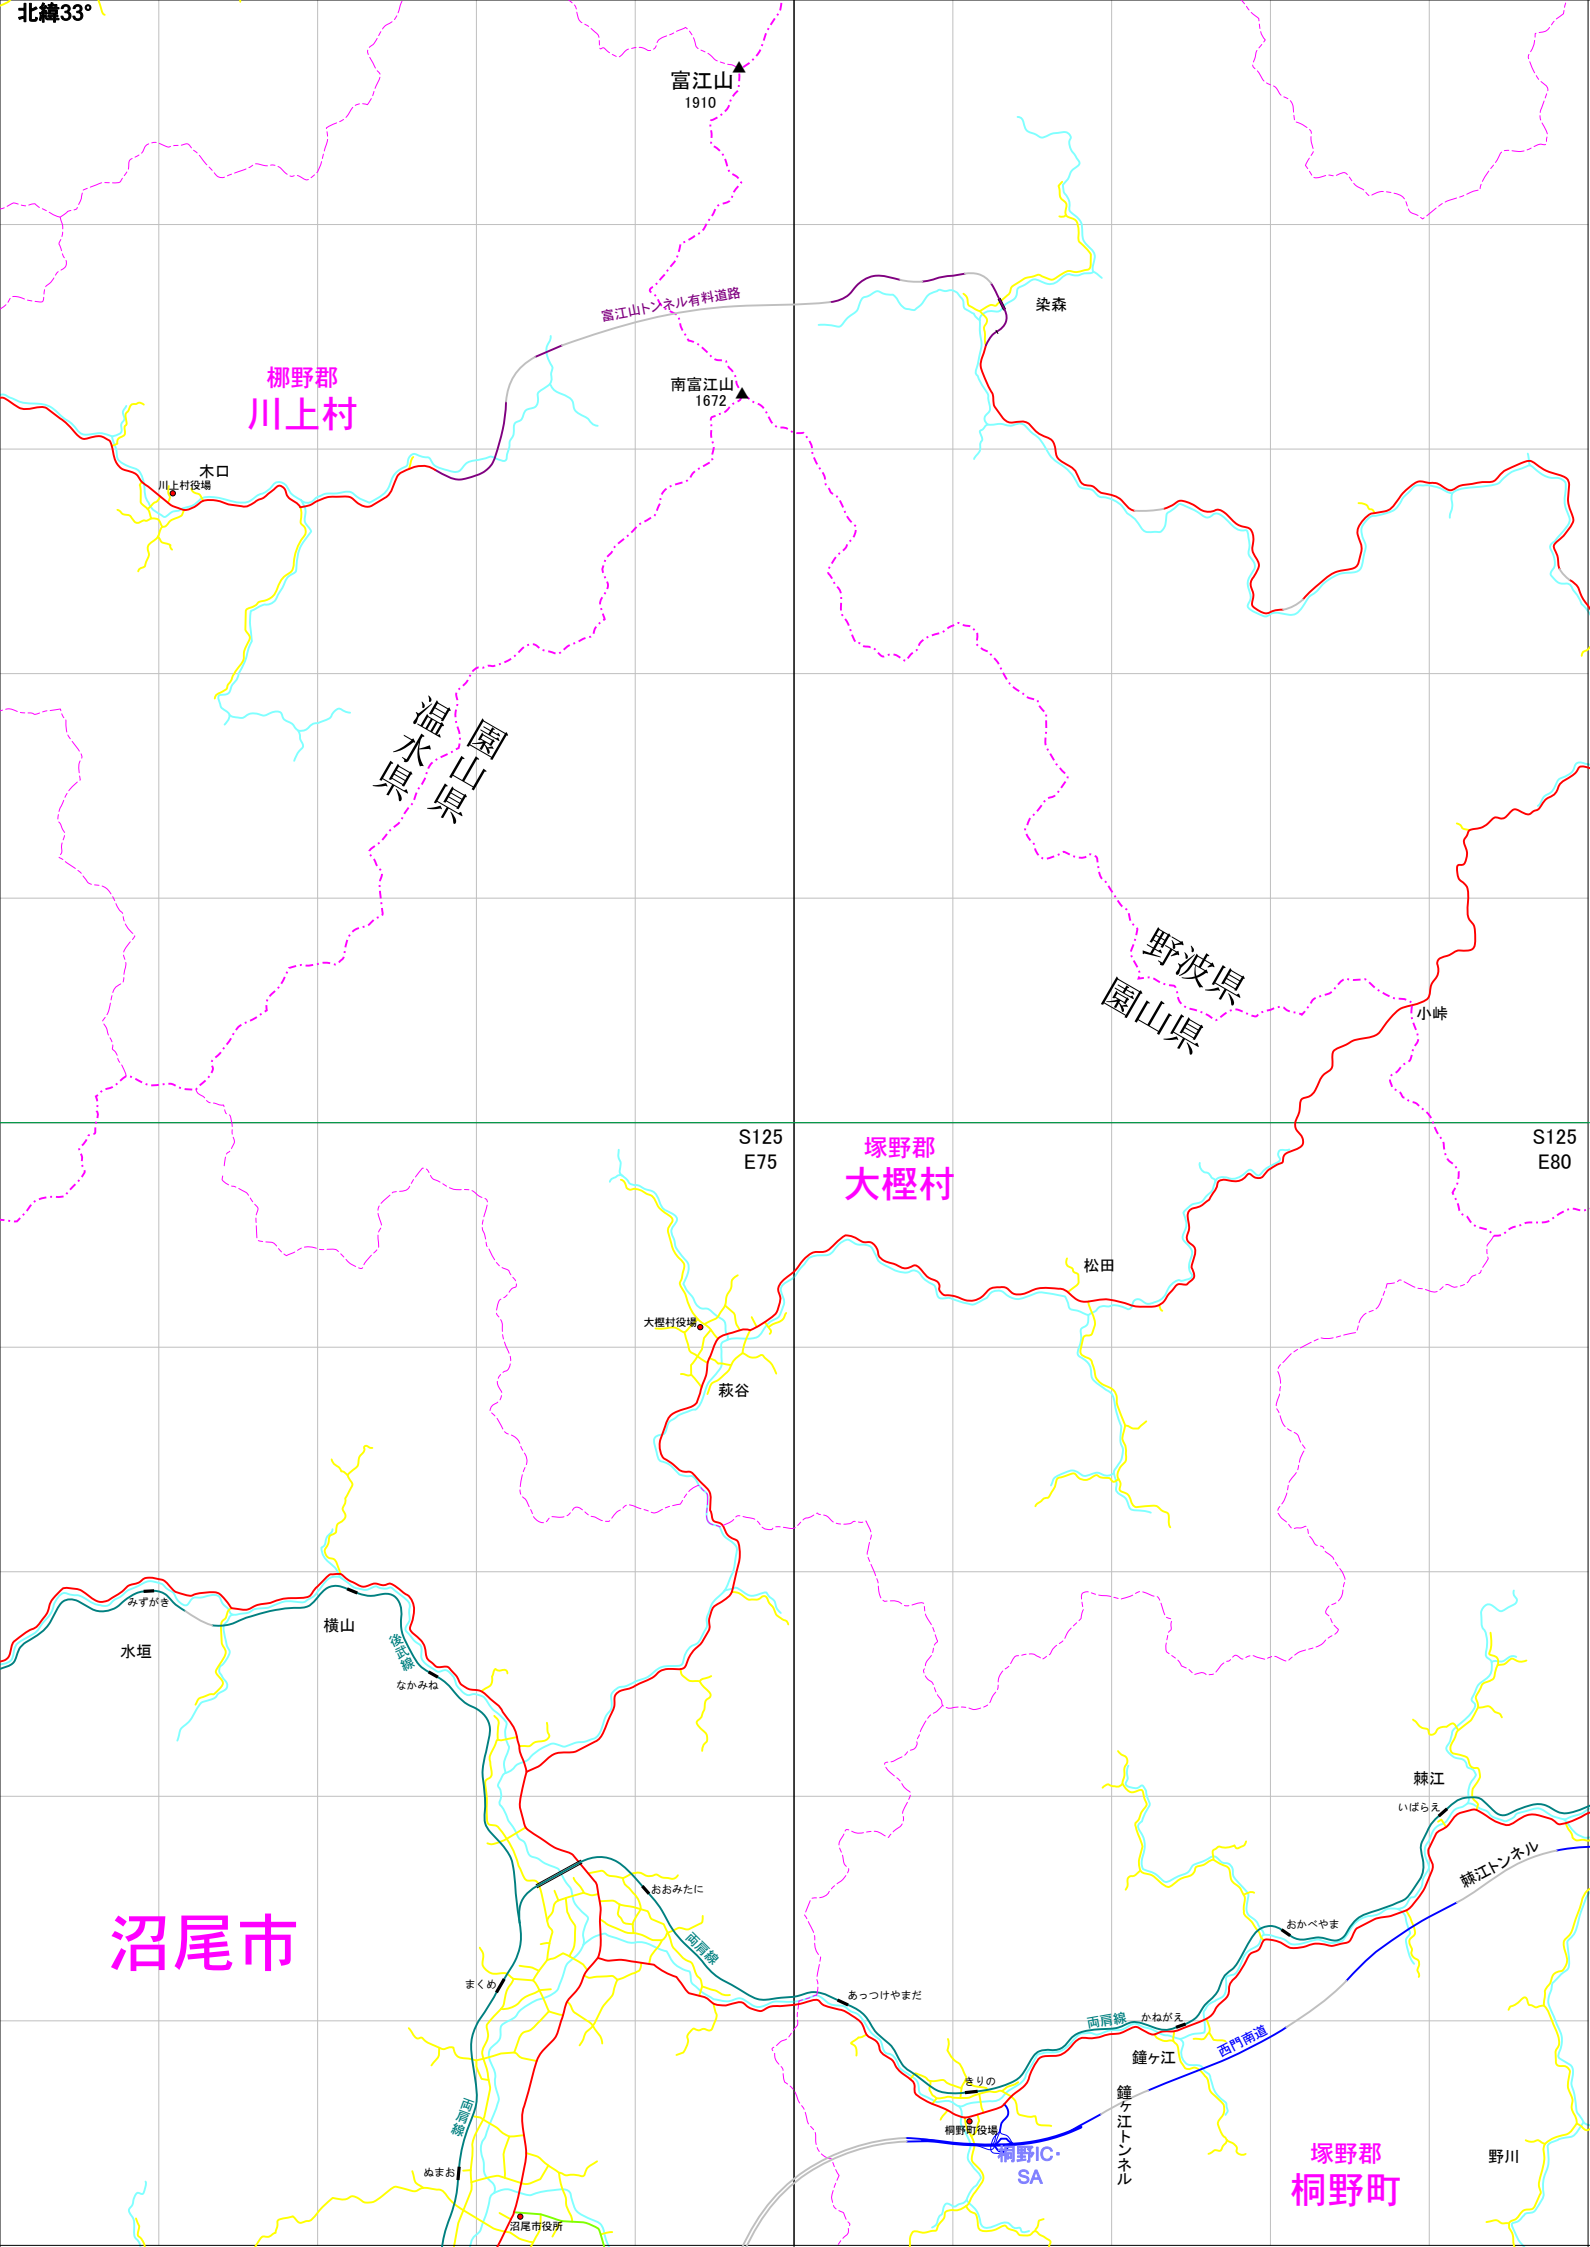 北緯33°
富江山
1910
富江山トンネル有料道路
染森
南富江山
1672
梛野郡
川上村
木口
川上村役場
温水県
園山県
野波県
園山県
小峠
S125
E75
S125
E80
塚野郡
大樫村
松田
大樫村役場
萩谷
みずがき
水垣
横山
後武線
なかみね
棘江
いばらえ
棘江トンネル
おおみたに
両肩線
沼尾市
まくめ
おかべやま
あっつけやまだ
両肩線
かねがえ
西門南道
鐘ヶ江
きりの
鐘ヶ江トンネル
桐野町役場
桐野IC・
SA
両肩線
ぬまお
塚野郡
桐野町
野川
沼尾市役所